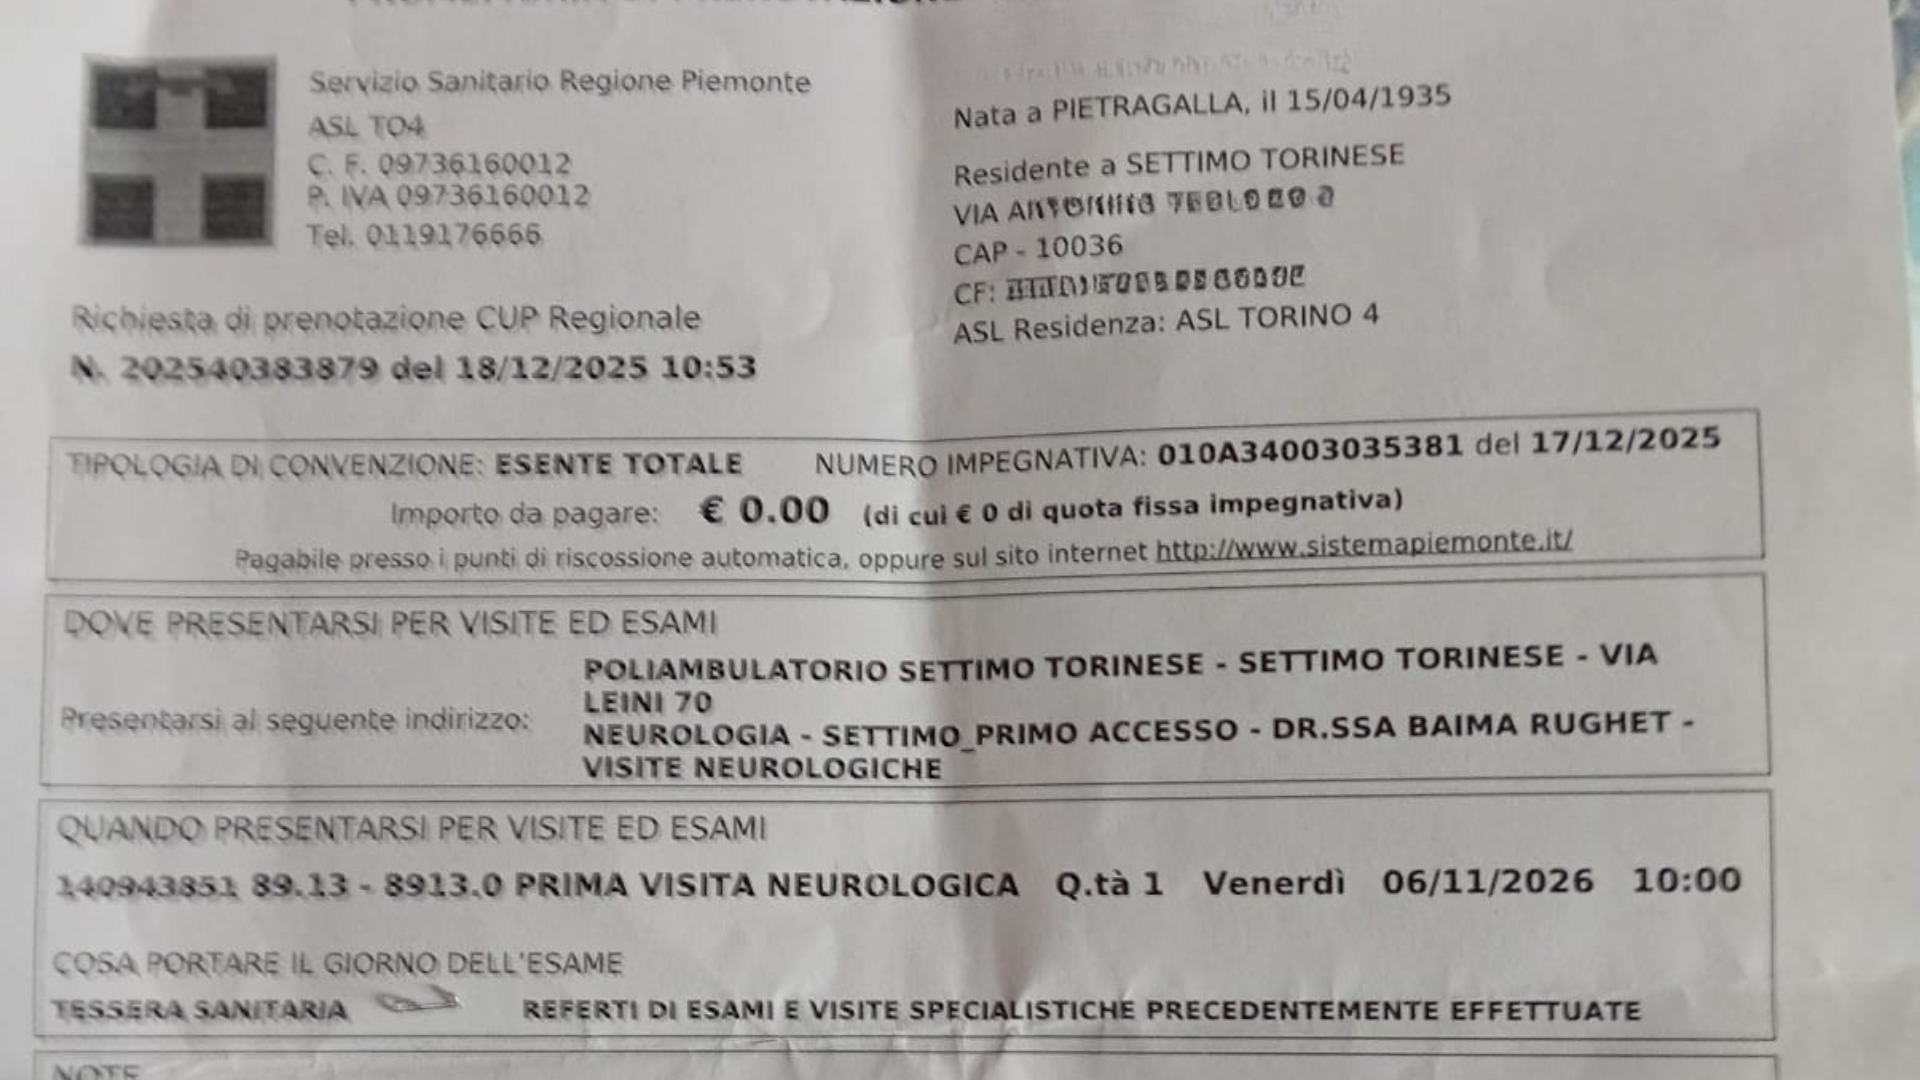 Servizio Sanitario Regione Piemonte
ASL TO4
C. F. 09736160012
P. IVA 09736160012
Tel. 0119176666
Nata a PIETRAGALLA, il 15/04/1935
Residente a SETTIMO TORINESE
VIA
CAP - 10036
CF:
ASL Residenza: ASL TORINO 4
Richiesta di prenotazione CUP Regionale
N. 202540383879 del 18/12/2025 10:53
TIPOLOGIA DI CONVENZIONE: ESENTE TOTALE NUMERO IMPEGNATIVA: 010A34003035381 del 17/12/2025
Importo da pagare: € 0.00 (di cui € 0 di quota fissa impegnativa)
Pagabile presso i punti di riscossione automatica, oppure sul sito internet http://www.sistemapiemonte.it/
DOVE PRESENTARSI PER VISITE ED ESAMI
Presentarsi al seguente indirizzo:
POLIAMBULATORIO SETTIMO TORINESE - SETTIMO TORINESE - VIA
LEINI 70
NEUROLOGIA - SETTIMO_PRIMO ACCESSO - DR.SSA BAIMA RUGHET -
VISITE NEUROLOGICHE
QUANDO PRESENTARSI PER VISITE ED ESAMI
140943851 89.13 - 8913.0 PRIMA VISITA NEUROLOGICA Q.tà 1 Venerdì 06/11/2026 10:00
COSA PORTARE IL GIORNO DELL'ESAME
TESSERA SANITARIA REFERTI DI ESAMI E VISITE SPECIALISTICHE PRECEDENTEMENTE EFFETTUATE
NOTE